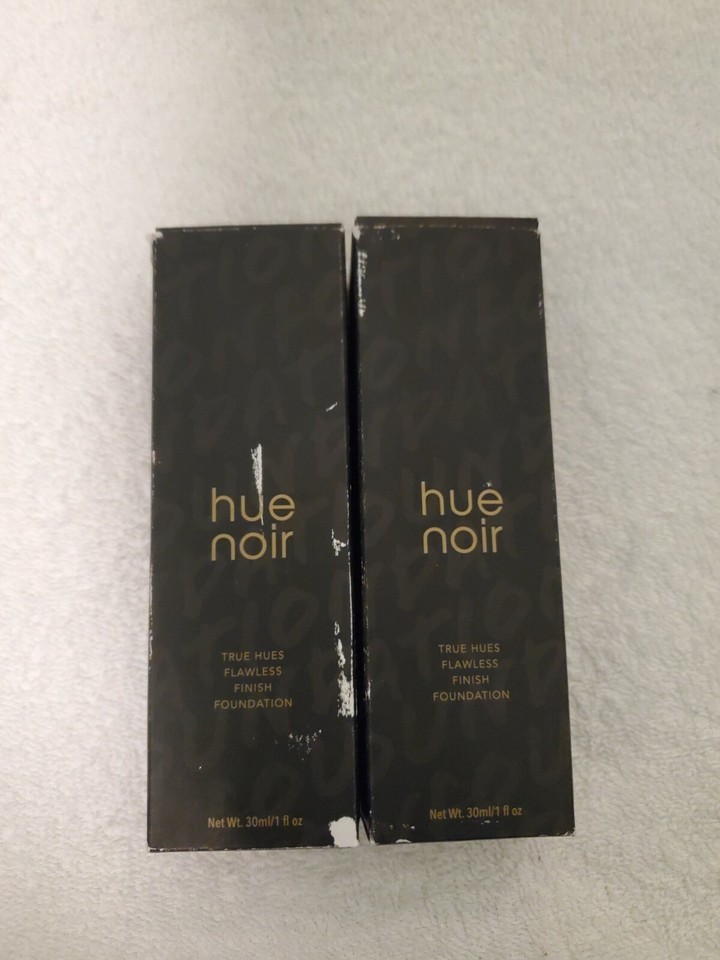 hue
noir
TRUE HUES
FLAWLESS
FINISH
FOUNDATION
Net Wt. 30ml/1 fl oz
hue
noir
TRUE HUES
FLAWLESS
FINISH
FOUNDATION
Net Wt. 30ml/1 fl oz